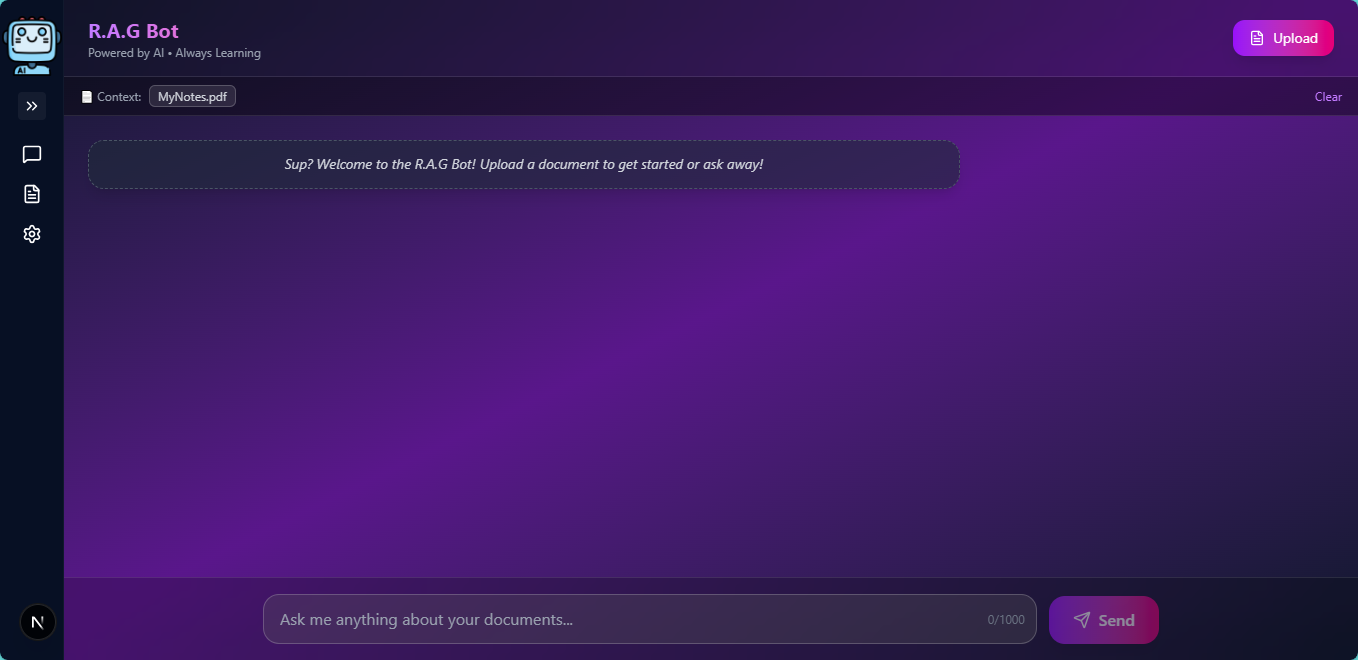 R.A.G Bot
Powered by AI • Always Learning
Upload
AI
Context: MyNotes.pdf
Clear
Sup? Welcome to the R.A.G Bot! Upload a document to get started or ask away!
Ask me anything about your documents...
0/1000
Send
N